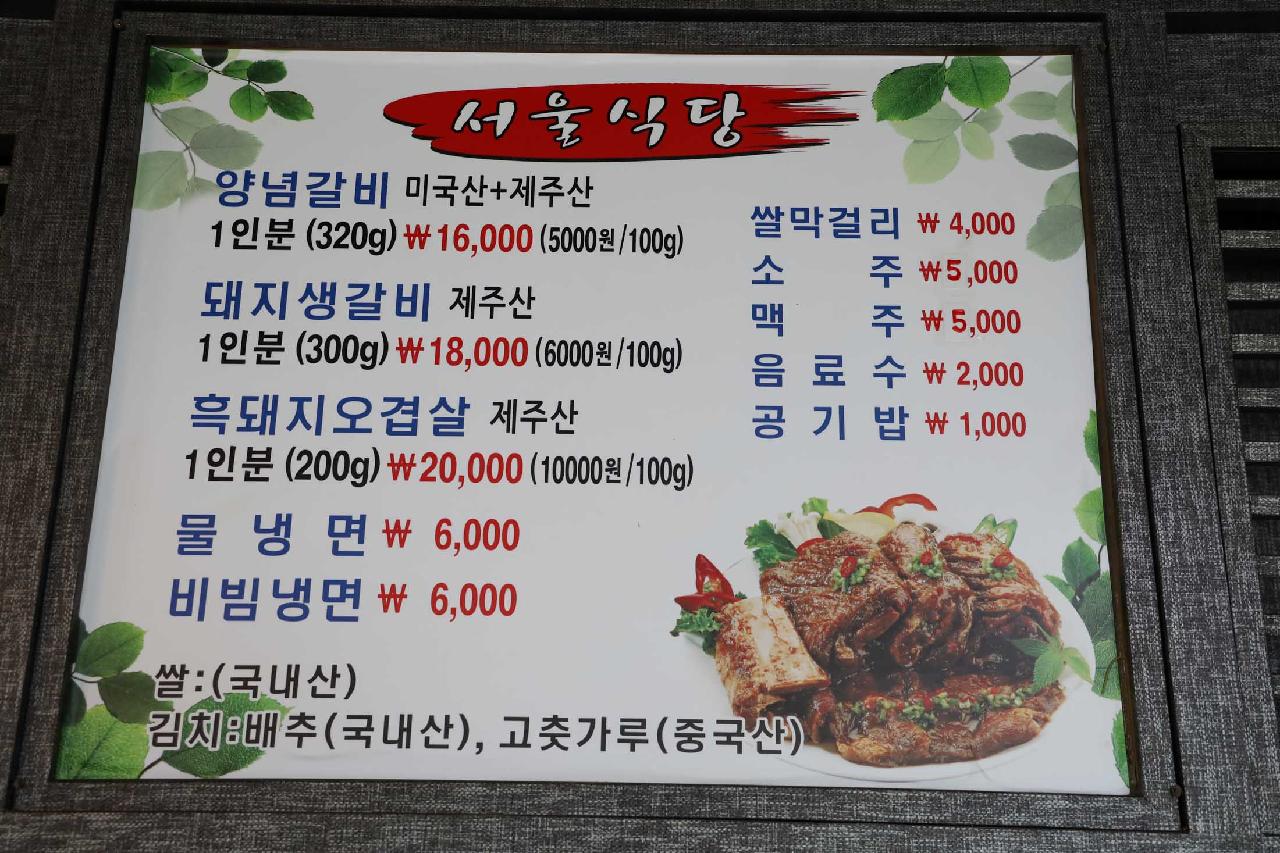 서울식당
양념갈비 미국산+제주산
1인분 (320g) ₩16,000 (5000원/100g)
돼지생갈비 제주산
1인분 (300g) ₩18,000 (6000원/100g)
흑돼지오겹살 제주산
1인분 (200g) ₩20,000 (10000원/100g)
물 냉 면 ₩ 6,000
비빔냉면 ₩ 6,000
쌀막걸리 ₩ 4,000
소 주 ₩5,000
맥 주 ₩5,000
음 료 수 ₩ 2,000
공 기 밥 ₩ 1,000
쌀:(국내산)
김치:배추(국내산), 고춧가루(중국산)